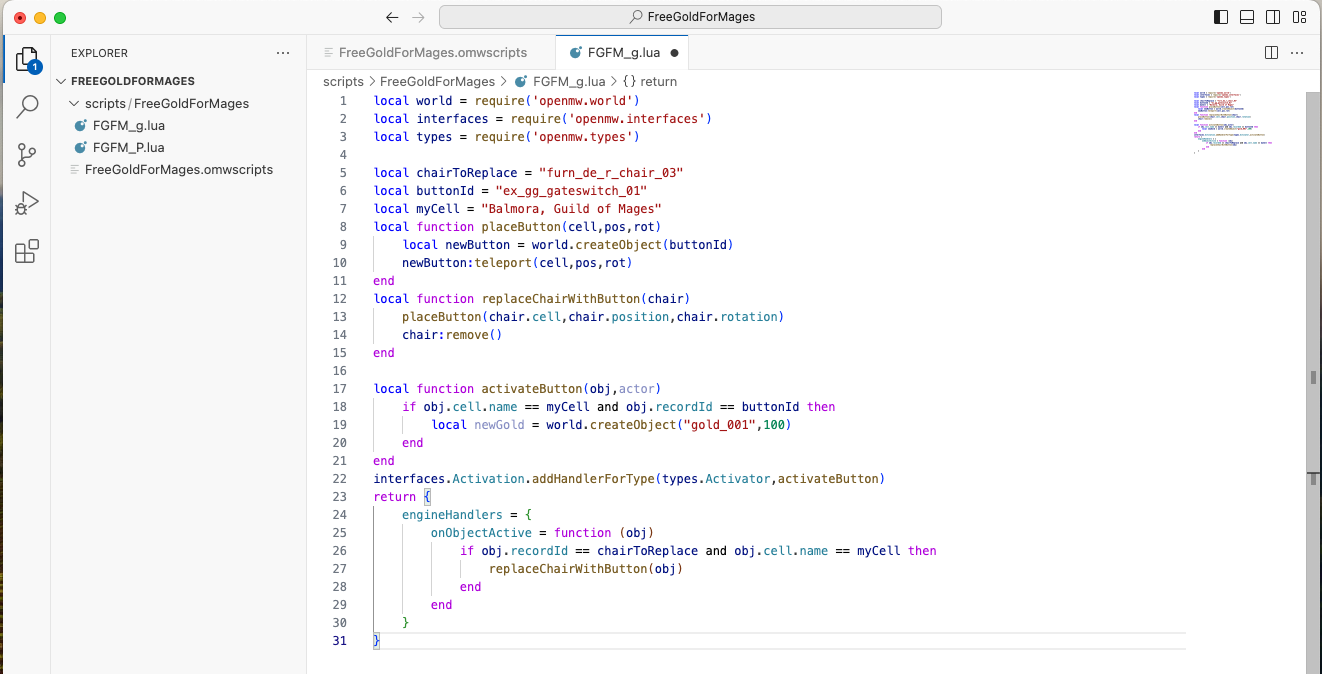 FreeGoldForMages
EXPLORER
1
FREEGOLDFORMAGES
scripts/FreeGoldForMages
FGFM_g.lua
FGFM_P.lua
FreeGoldForMages.omwscripts
FreeGoldForMages.omwscripts
FGFM_g.lua
scripts > FreeGoldForMages > FGFM_g.lua > {} return
1 local world = require('openmw.world')
2 local interfaces = require('openmw.interfaces')
3 local types = require('openmw.types')
4
5 local chairToReplace = "furn_de_r_chair_03"
6 local buttonId = "ex_gg_gateswitch_01"
7 local myCell = "Balmora, Guild of Mages"
8 local function placeButton(cell,pos,rot)
9     local newButton = world.createObject(buttonId)
10     newButton:teleport(cell,pos,rot)
11 end
12 local function replaceChairWithButton(chair)
13     placeButton(chair.cell,chair.position,chair.rotation)
14     chair:remove()
15 end
16
17 local function activateButton(obj,actor)
18     if obj.cell.name == myCell and obj.recordId == buttonId then
19         local newGold = world.createObject("gold_001",100)
20     end
21 end
22 interfaces.Activation.addHandlerForType(types.Activator,activateButton)
23 return {
24     engineHandlers = {
25         onObjectActive = function (obj)
26             if obj.recordId == chairToReplace and obj.cell.name == myCell then
27                 replaceChairWithButton(obj)
28             end
29         end
30     }
31 }